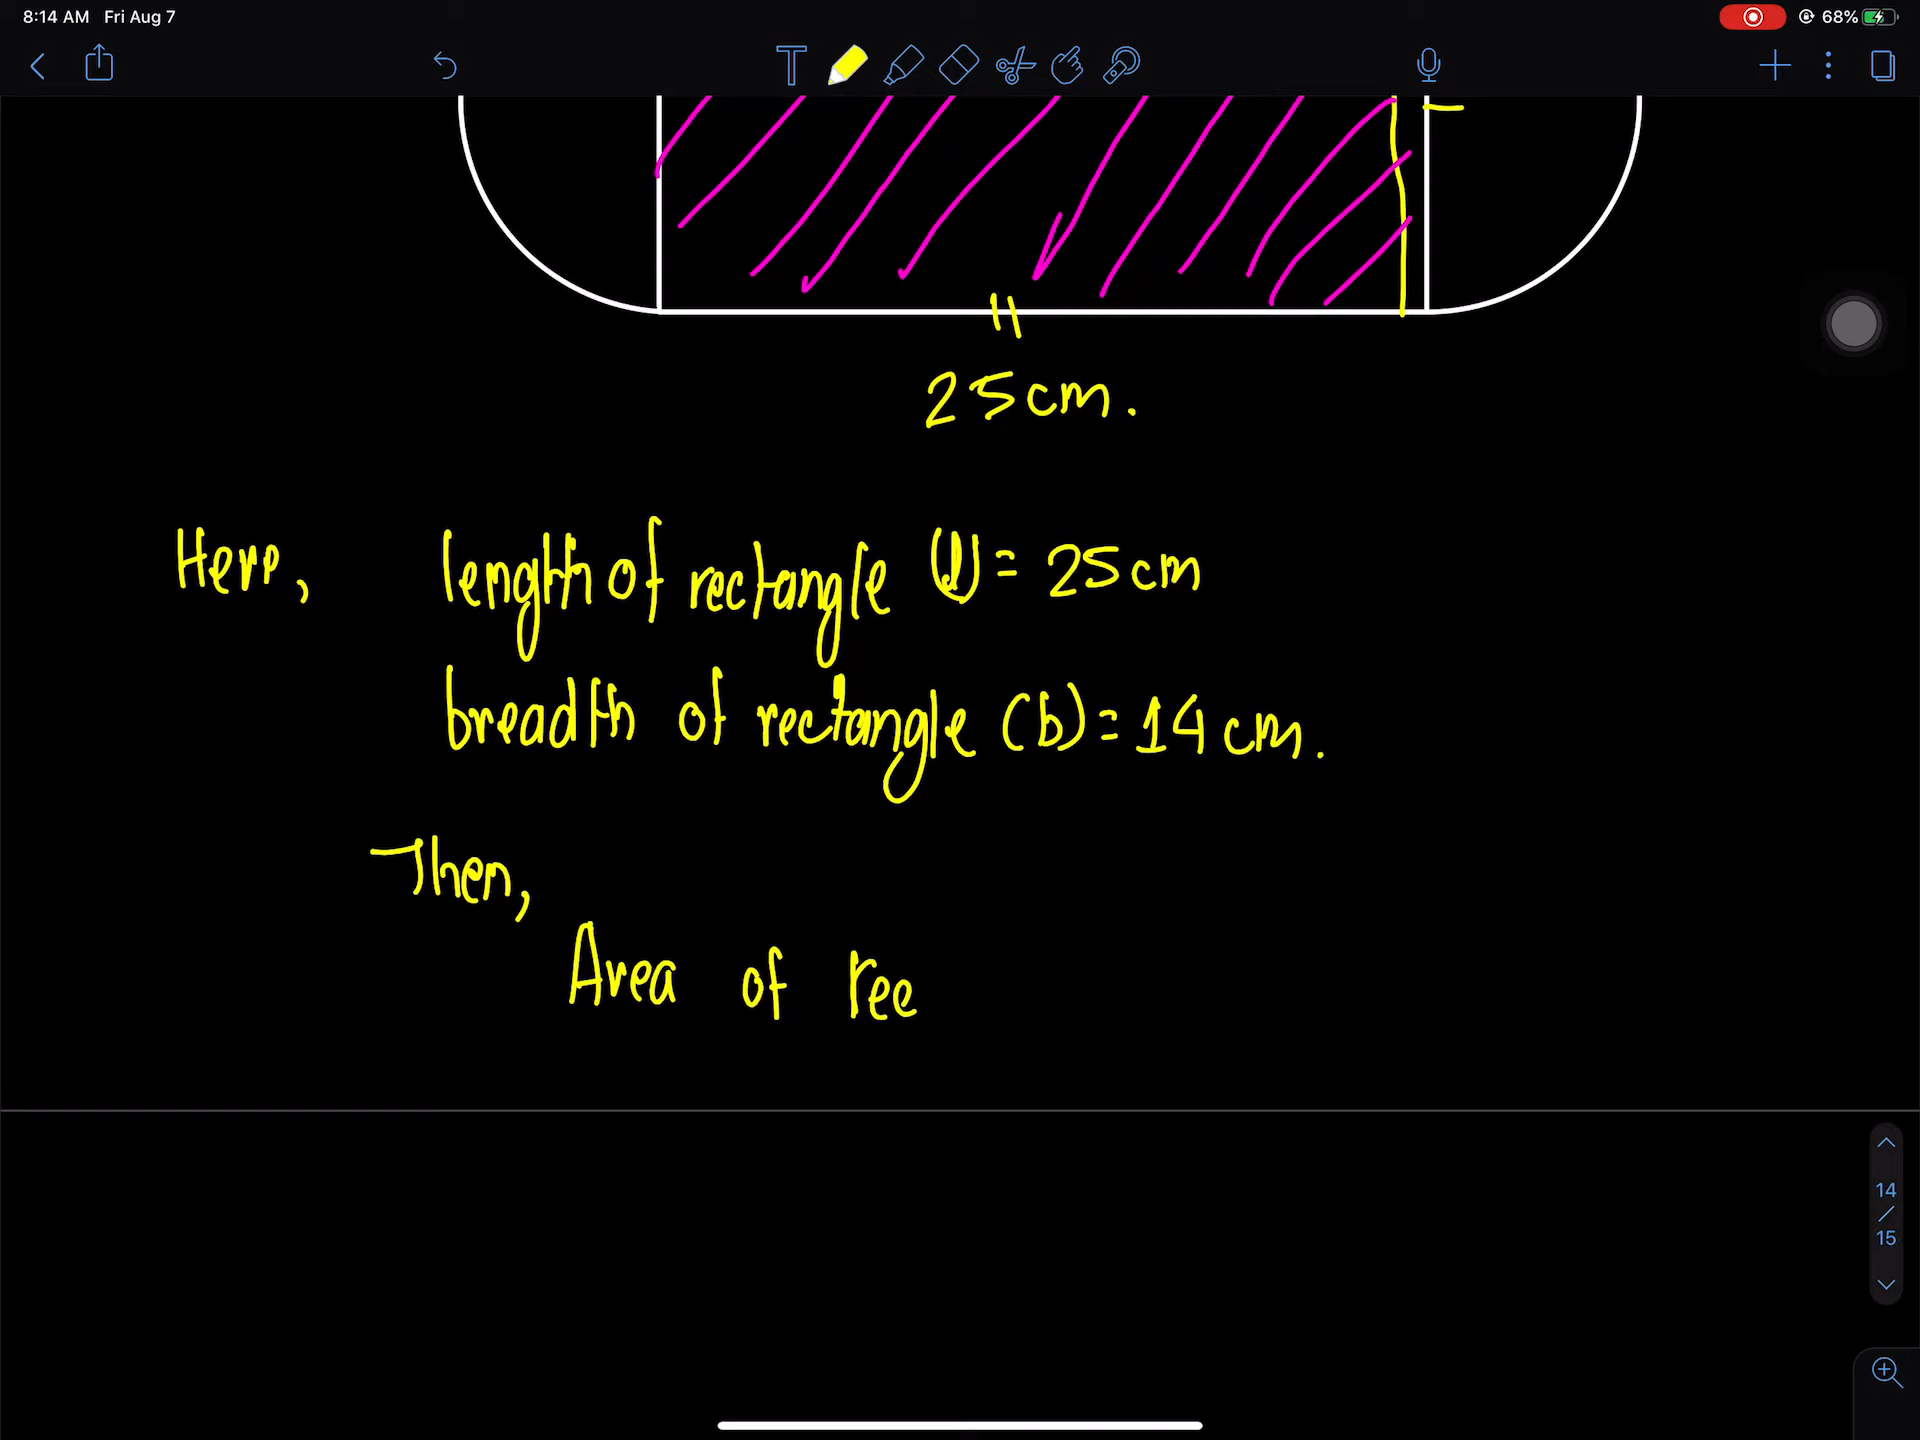 8:14 AM Fri Aug 7
68%
T
25cm.
Here, length of rectangle (l) = 25cm
breadth of rectangle (b) = 14 cm.
Then,
Area of rec
14
/
15